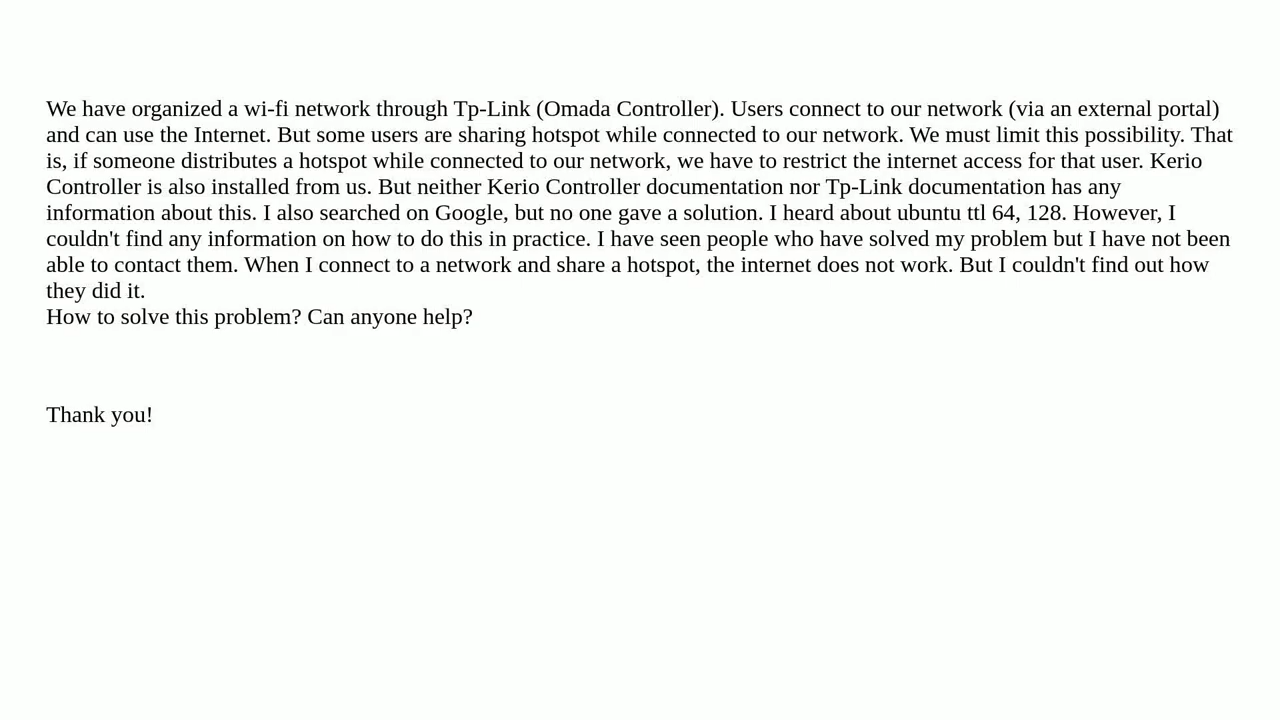 We have organized a wi-fi network through Tp-Link (Omada Controller). Users connect to our network (via an external portal)
and can use the Internet. But some users are sharing hotspot while connected to our network. We must limit this possibility. That
is, if someone distributes a hotspot while connected to our network, we have to restrict the internet access for that user. Kerio
Controller is also installed from us. But neither Kerio Controller documentation nor Tp-Link documentation has any
information about this. I also searched on Google, but no one gave a solution. I heard about ubuntu ttl 64, 128. However, I
couldn't find any information on how to do this in practice. I have seen people who have solved my problem but I have not been
able to contact them. When I connect to a network and share a hotspot, the internet does not work. But I couldn't find out how
they did it.
How to solve this problem? Can anyone help?
Thank you!